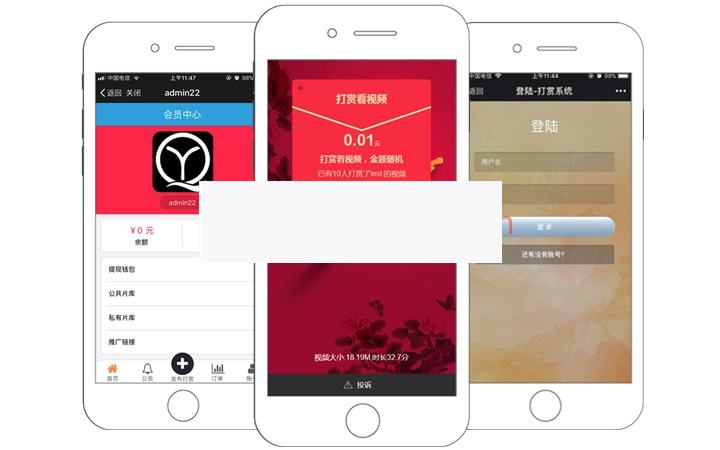 中国电信
上午11:47
98%
返回 关闭
admin22
会员中心
admin22
¥0 元
余额
提现钱包
公共片库
私有片库
推广链接
首页
公告
发布打赏
订单
打赏看视频
0.01元
打赏看视频，金额随机
已有10人打赏了test 的视频
视频大小 18.19M,时长32.7分
投诉
中国电信
上午11:44
99%
返回
登陆-打赏系统
登陆
用户名
登 录
还有没有账号?